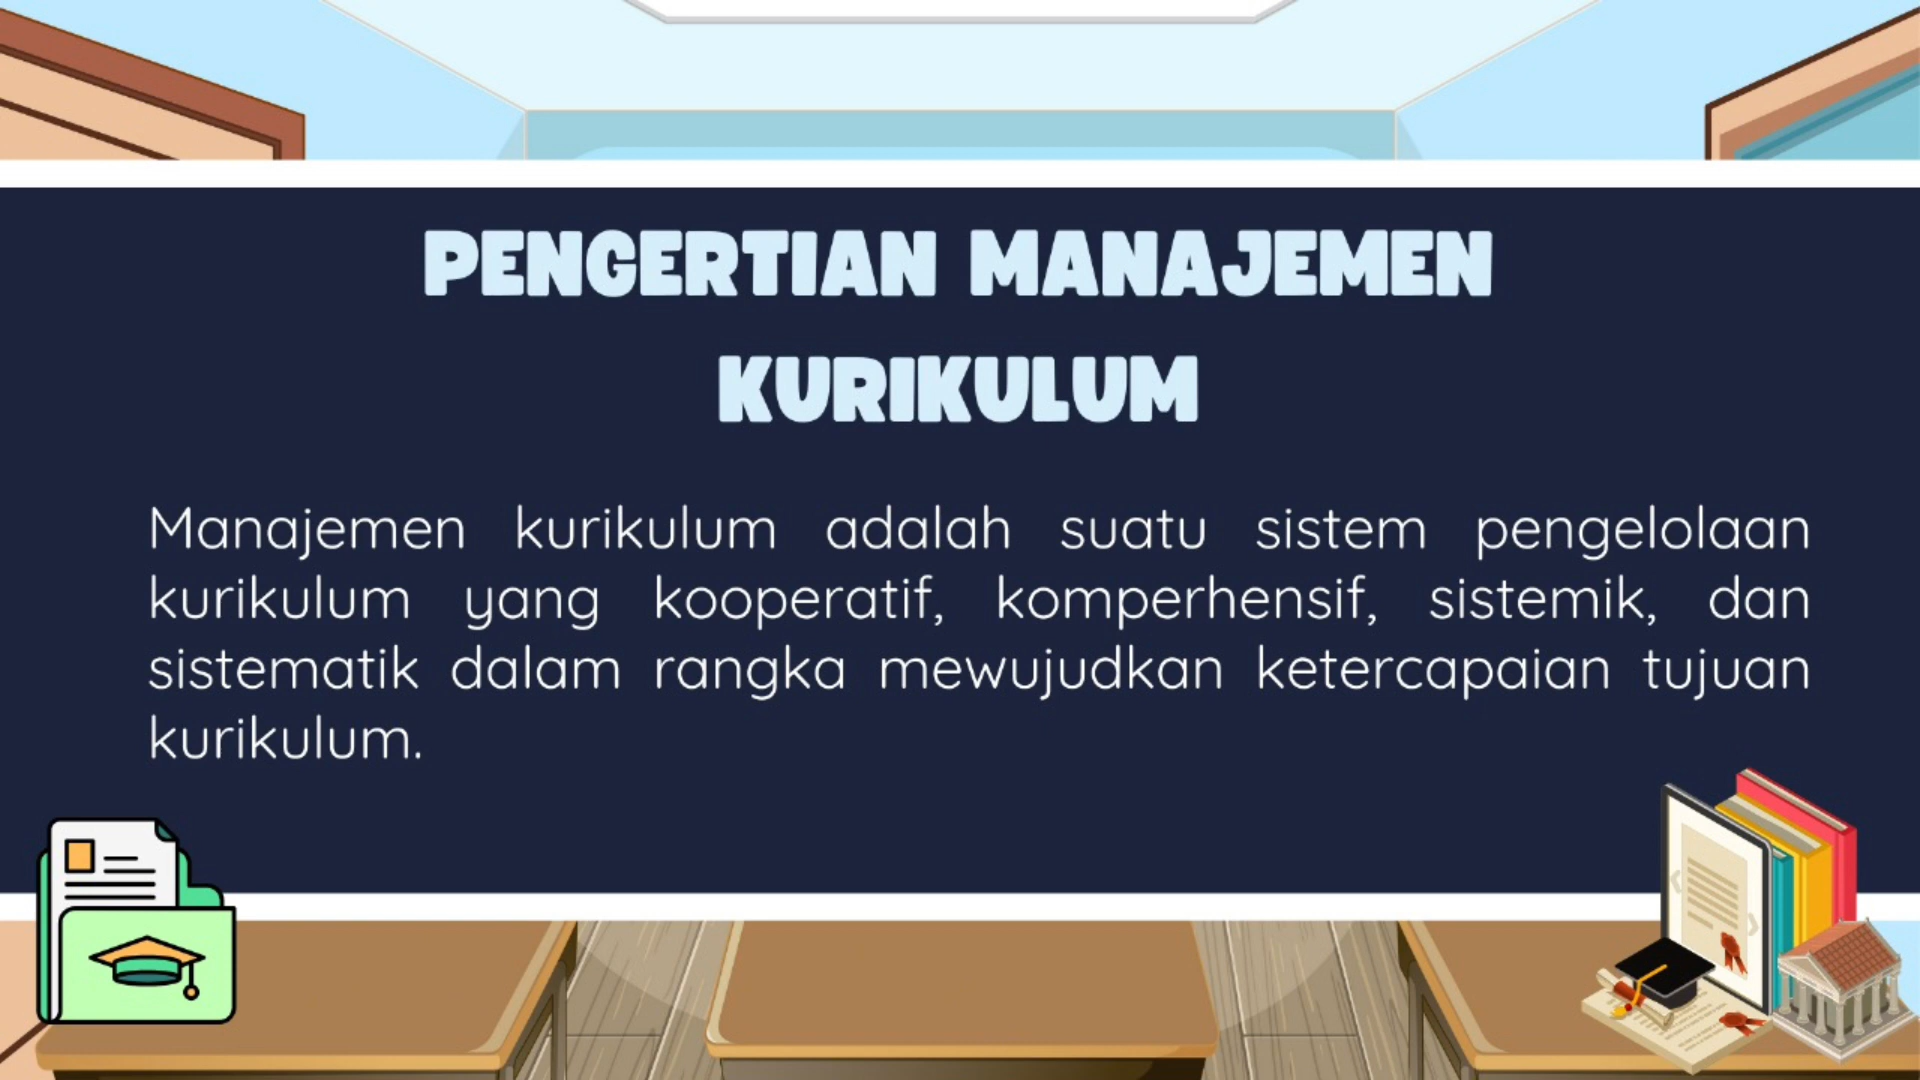 PENGERTIAN MANAJEMEN
KURIKULUM
Manajemen kurikulum adalah suatu sistem pengelolaan
kurikulum yang kooperatif, komperhensif, sistemik, dan
sistematik dalam rangka mewujudkan ketercapaian tujuan
kurikulum.